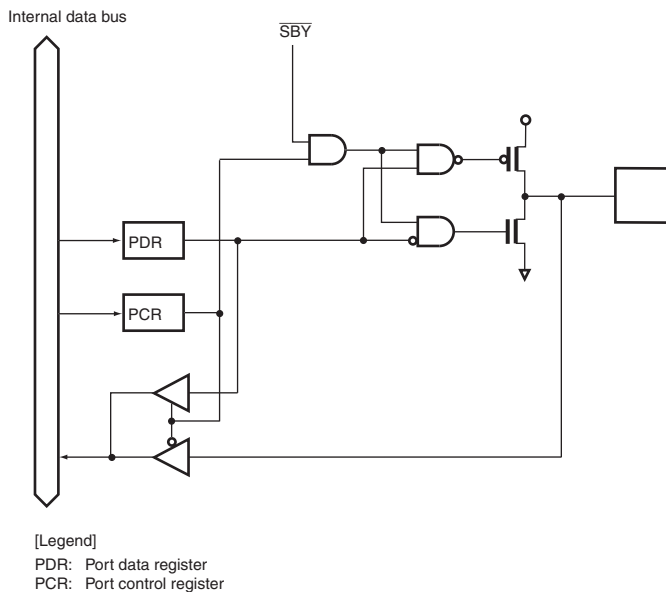 Internal data bus
SBY
PDR
PCR
[Legend]
PDR: Port data register
PCR: Port control register